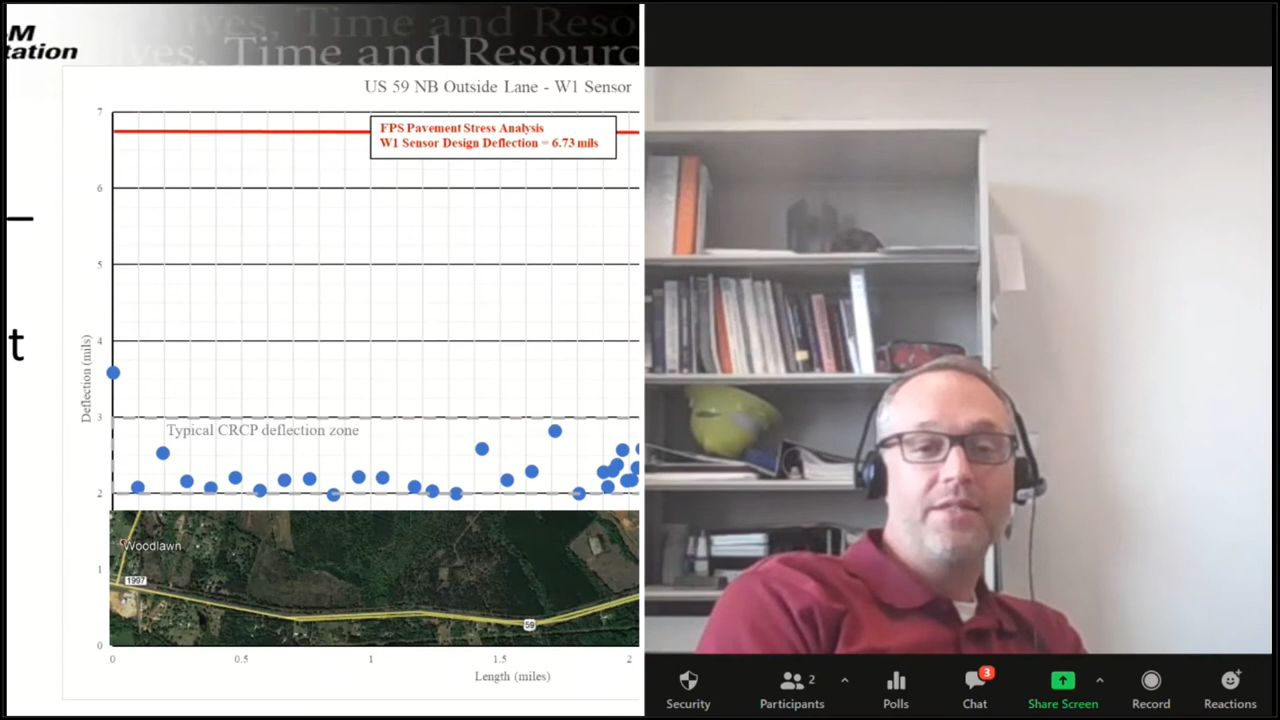 -M
tation
ves, Time and Reso
ves, Time and Resourc
US 59 NB Outside Lane - W1 Sensor
7
FPS Pavement Stress Analysis
W1 Sensor Design Deflection = 6.73 mils
6
5
t
4
Deflection (mils)
3
Typical CRCP deflection zone
2
Woodlawn
1
1997
59
0
0
0.5
1
1.5
2
Length (miles)
2
3
Security
Participants
Polls
Chat
Share Screen
Record
Reactions